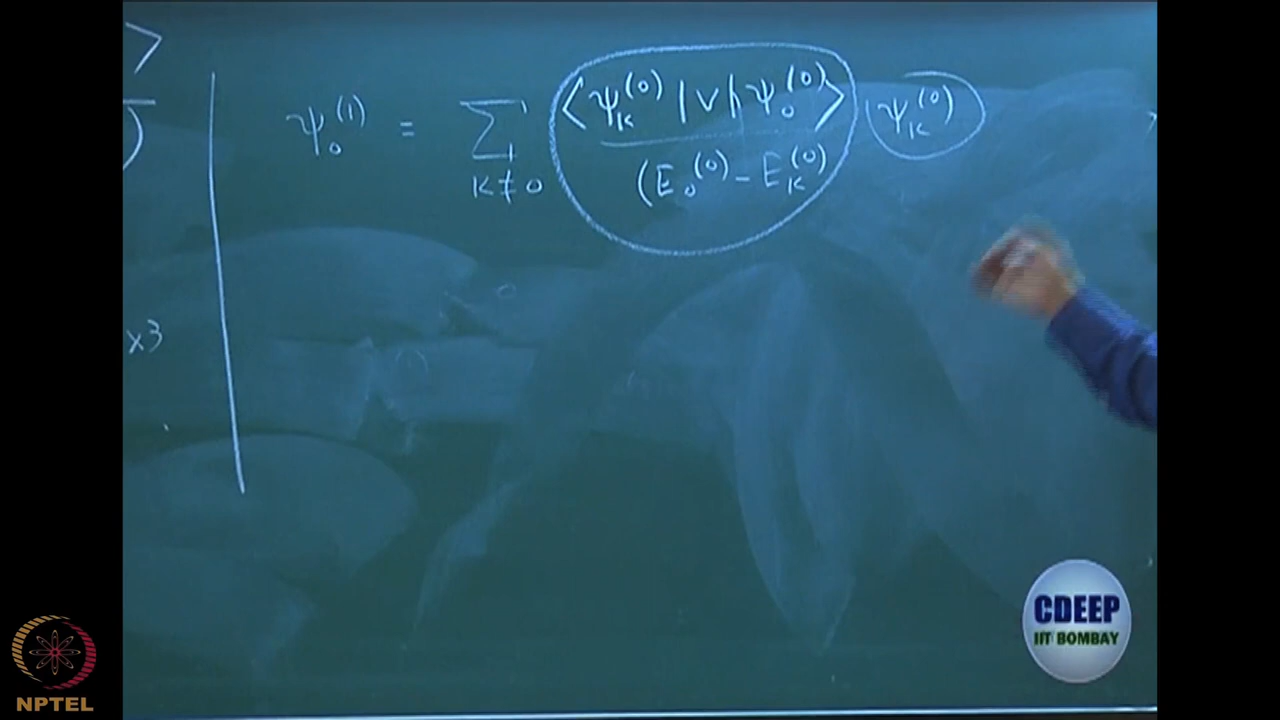 >
ψ₀⁽¹⁾ = Σ_{K≠0} <ψ_K⁽⁰⁾ | V | ψ₀⁽⁰⁾> / (E₀⁽⁰⁾ - E_K⁽⁰⁾) ψ_K⁽⁰⁾
)
x3
CDEEP
IIT BOMBAY
NPTEL